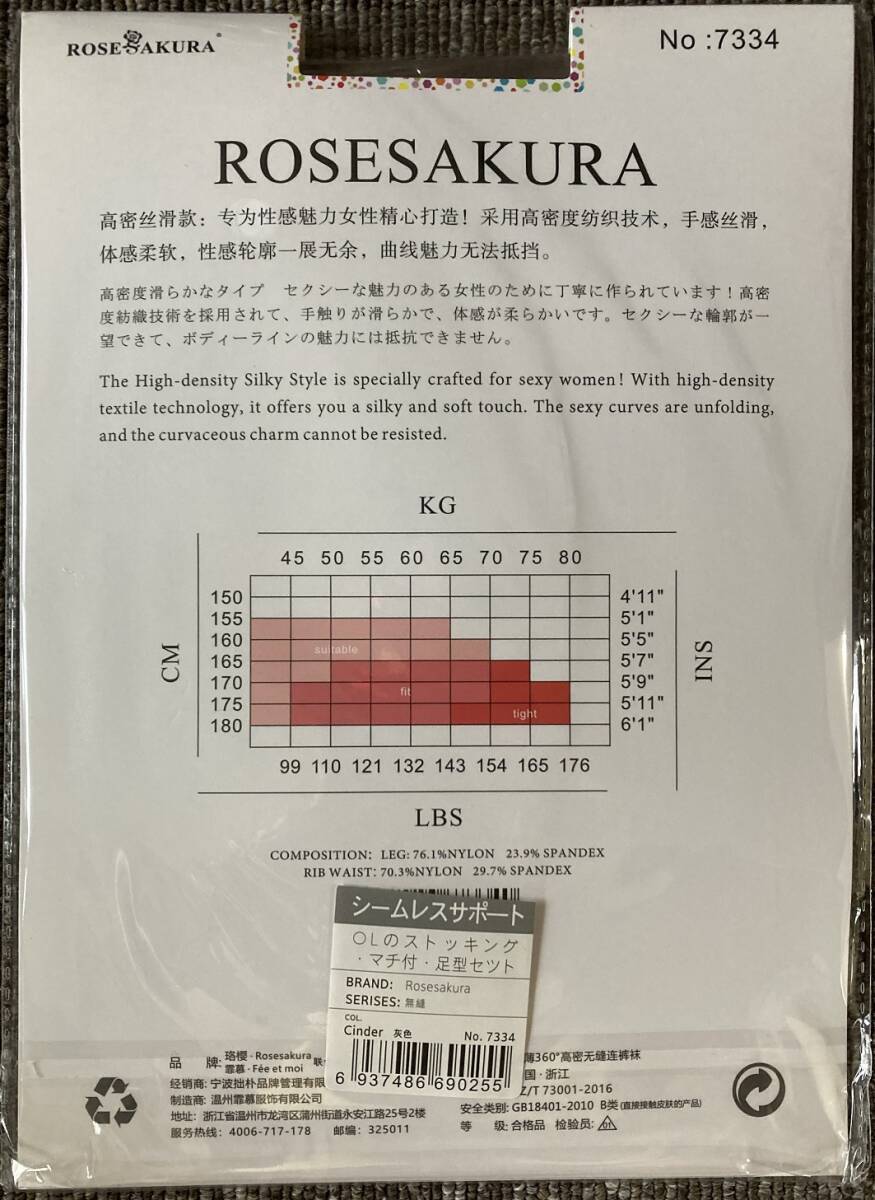 ROSESAKURA®
No :7334
ROSESAKURA
高密丝滑款：专为性感魅力女性精心打造！采用高密度纺织技术，手感丝滑，
体感柔软，性感轮廓一展无余，曲线魅力无法抵挡。
高密度滑らかなタイプ　セクシーな魅力のある女性のために丁寧に作られています！高密
度紡織技術を採用されて、手触りが滑らかで、体感が柔らかいです。セクシーな輪郭が一
望できて、ボディーラインの魅力には抵抗できません。
The High-density Silky Style is specially crafted for sexy women! With high-density
textile technology, it offers you a silky and soft touch. The sexy curves are unfolding,
and the curvaceous charm cannot be resisted.
KG
45 50 55 60 65 70 75 80
150 4'11"
155 5'1"
160 5'5"
165 5'7"
170 5'9"
175 5'11"
180 6'1"
CM
INS
suitable
fit
tight
99 110 121 132 143 154 165 176
LBS
COMPOSITION: LEG: 76.1%NYLON 23.9% SPANDEX
RIB WAIST: 70.3%NYLON 29.7% SPANDEX
シームレスサポート
〇Lのストッキング
・マチ付・足型セツト
BRAND: Rosesakura
SERISES: 無縫
COL.
Cinder 灰色 No. 7334
6 937486 690255
品 牌: 珞樱·Rosesakura
霏慕·Fée et moi
经销商: 宁波拙朴品牌管理有限
制造商: 温州霏慕服饰有限公司
地址: 浙江省温州市龙湾区蒲州街道永安江路25号2楼
服务热线: 4006-717-178 邮编: 325011
360°高密无缝连裤袜
国·浙江
Z/T 73001-2016
安全类别: GB18401-2010 B类(直接接触皮肤的产品)
等 级: 合格品 检验员: 01